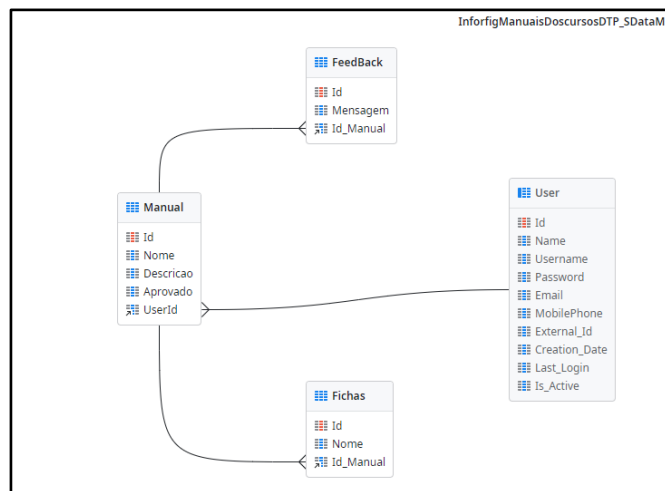 InforfigManuaisDoscursosDTP_SDataM
FeedBack
Id
Mensagem
Id_Manual
Manual
Id
Nome
Descricao
Aprovado
UserId
User
Id
Name
Username
Password
Email
MobilePhone
External_Id
Creation_Date
Last_Login
Is_Active
Fichas
Id
Nome
Id_Manual